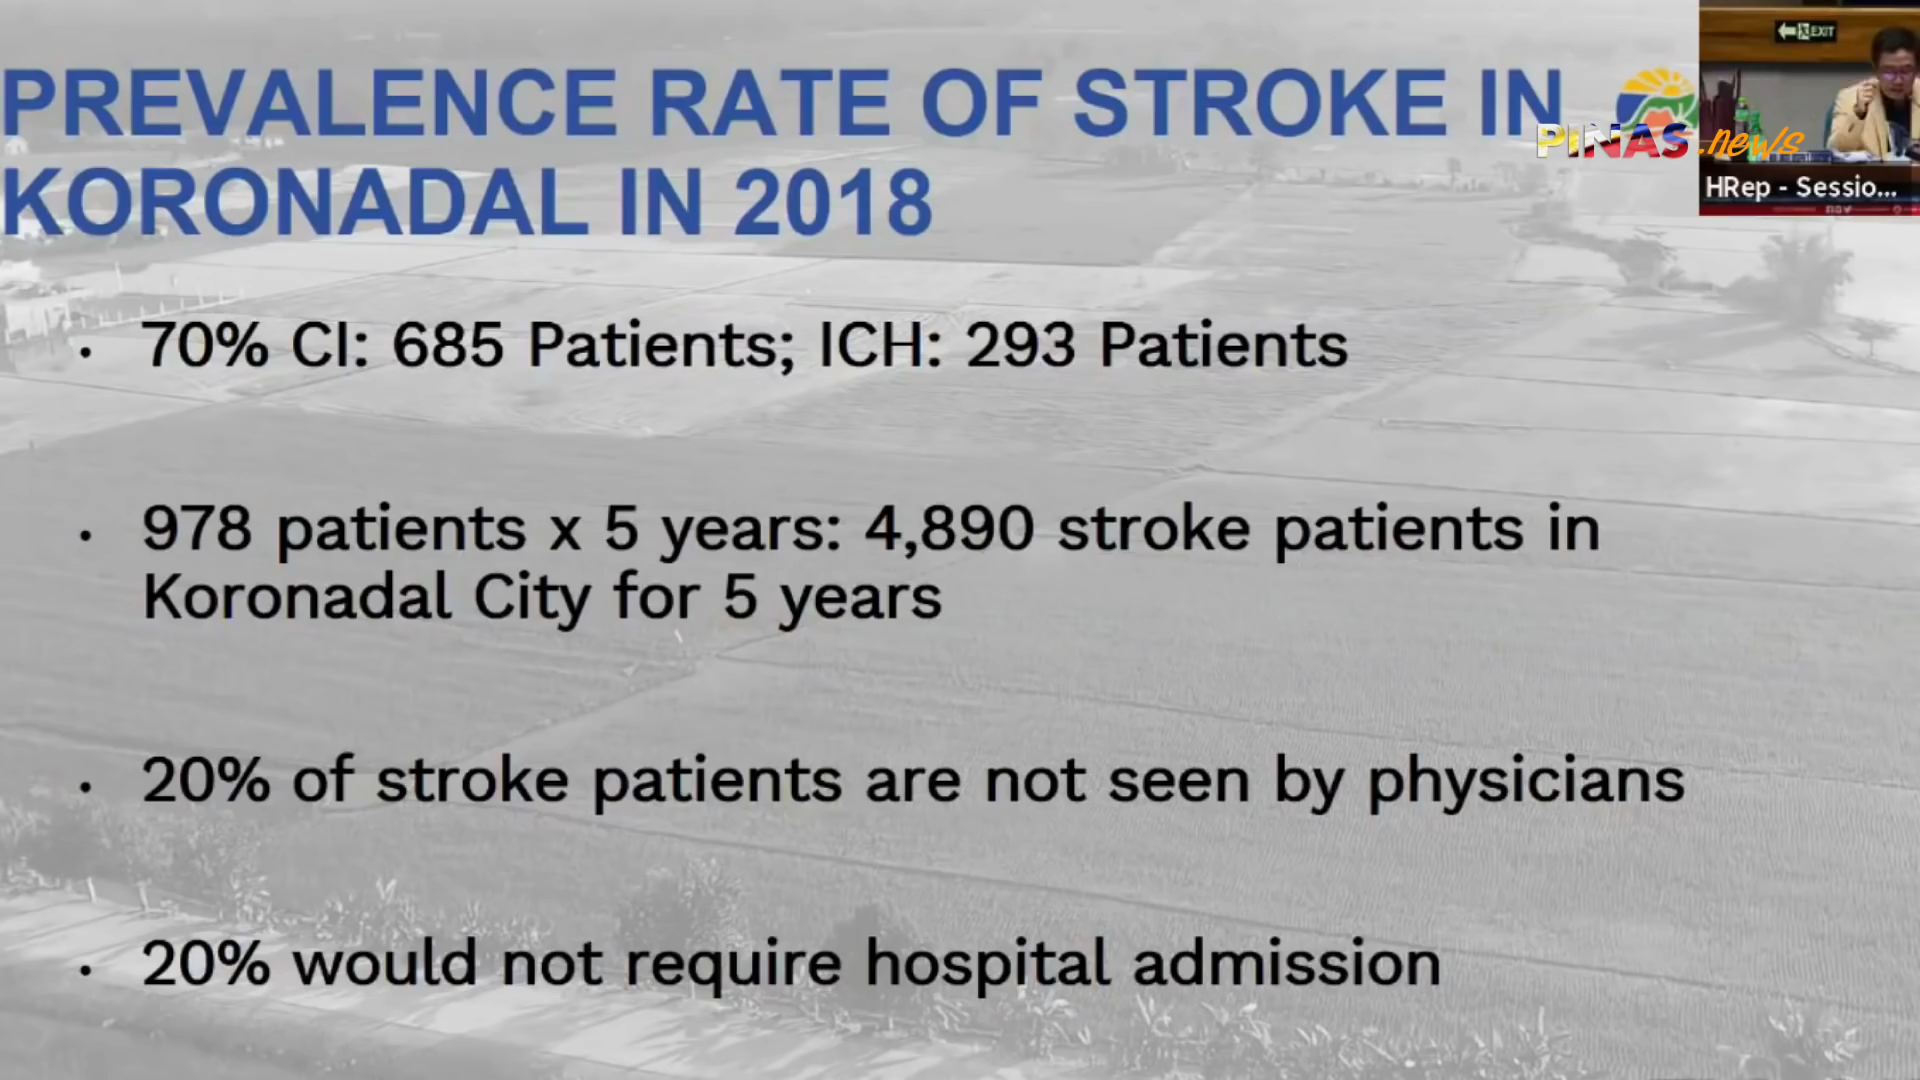 PREVALENCE RATE OF STROKE IN
KORONADAL IN 2018
EXIT
PINAS.news
HRep - Sessio...
• 70% CI: 685 Patients; ICH: 293 Patients
• 978 patients x 5 years: 4,890 stroke patients in
Koronadal City for 5 years
• 20% of stroke patients are not seen by physicians
• 20% would not require hospital admission